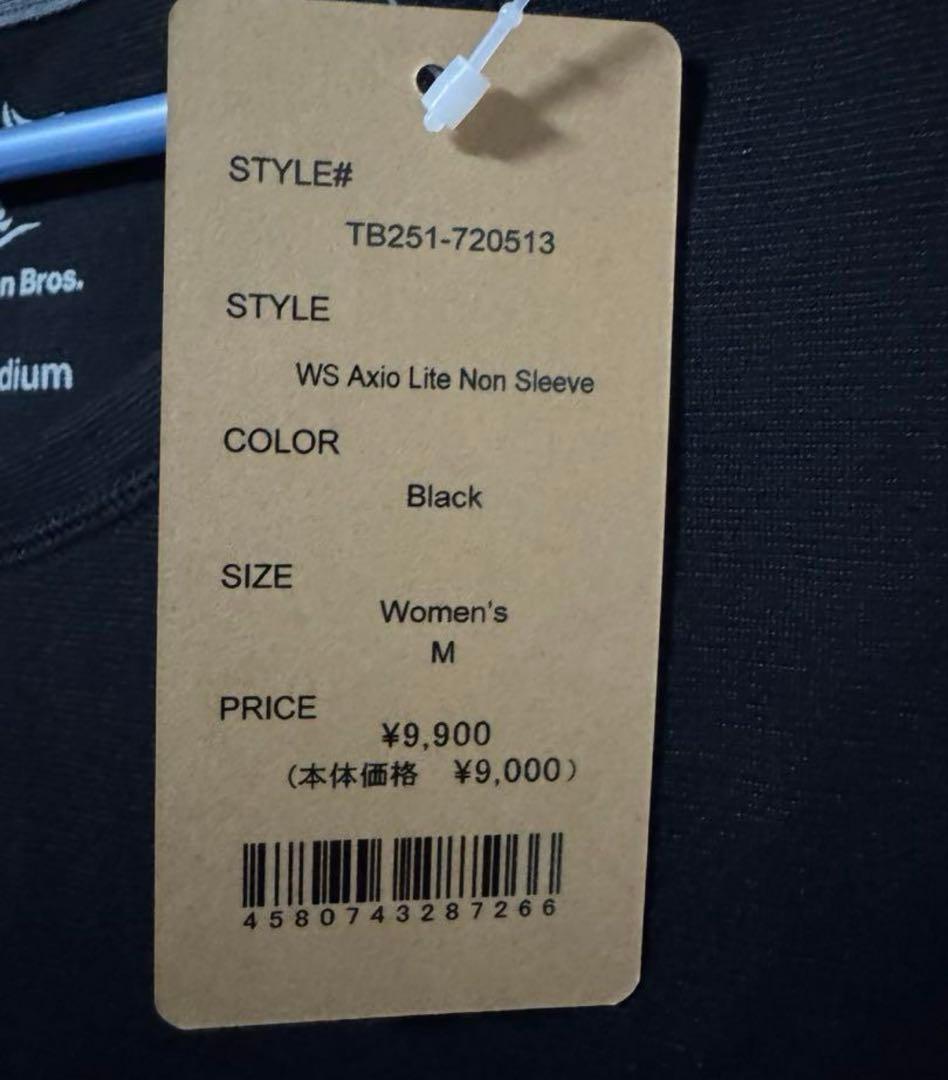 STYLE#
TB251-720513
STYLE
WS Axio Lite Non Sleeve
COLOR
Black
SIZE
Women's
M
PRICE
¥9,900
(本体価格 ¥9,000)
4580743287266
n Bros.
dium